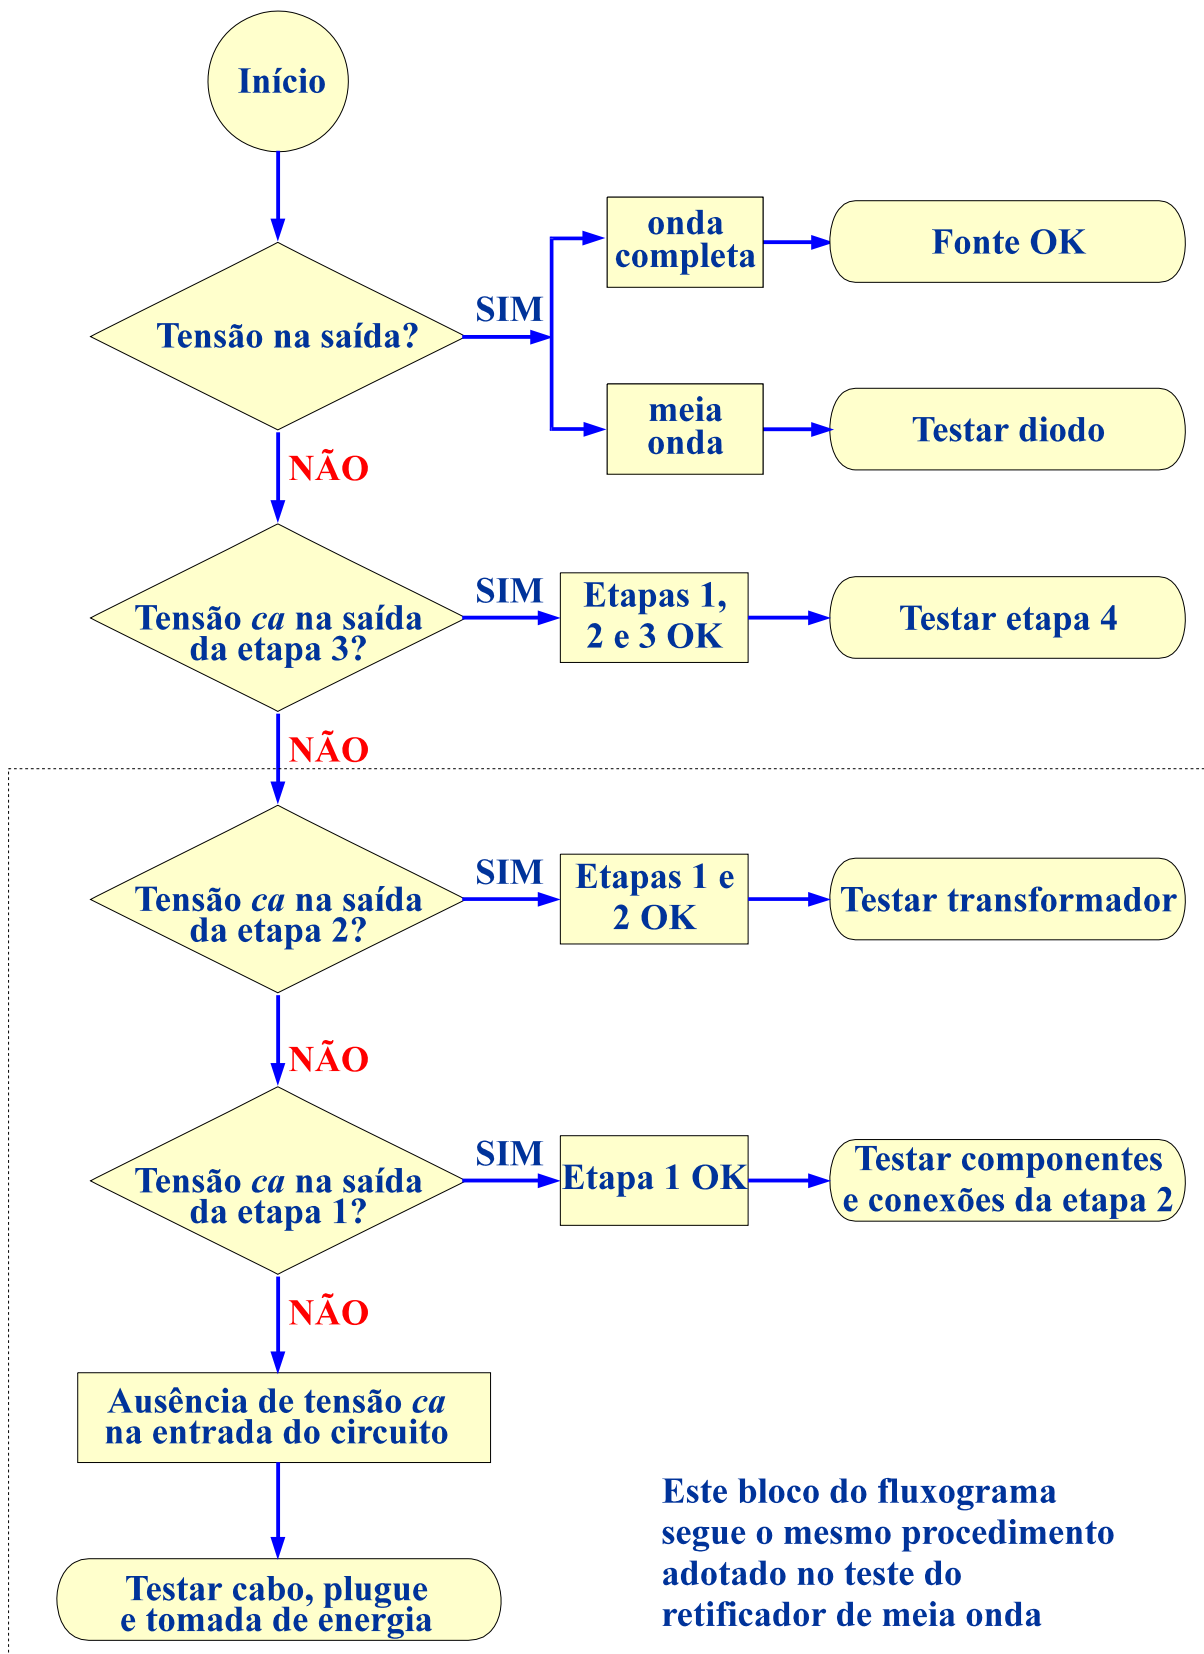 Início
Tensão na saída?
SIM
onda
completa
Fonte OK
meia
onda
Testar diodo
NÃO
Tensão ca na saída
da etapa 3?
SIM
Etapas 1,
2 e 3 OK
Testar etapa 4
NÃO
Tensão ca na saída
da etapa 2?
SIM
Etapas 1 e
2 OK
Testar transformador
NÃO
Tensão ca na saída
da etapa 1?
SIM
Etapa 1 OK
Testar componentes
e conexões da etapa 2
NÃO
Ausência de tensão ca
na entrada do circuito
Testar cabo, plugue
e tomada de energia
Este bloco do fluxograma
segue o mesmo procedimento
adotado no teste do
retificador de meia onda